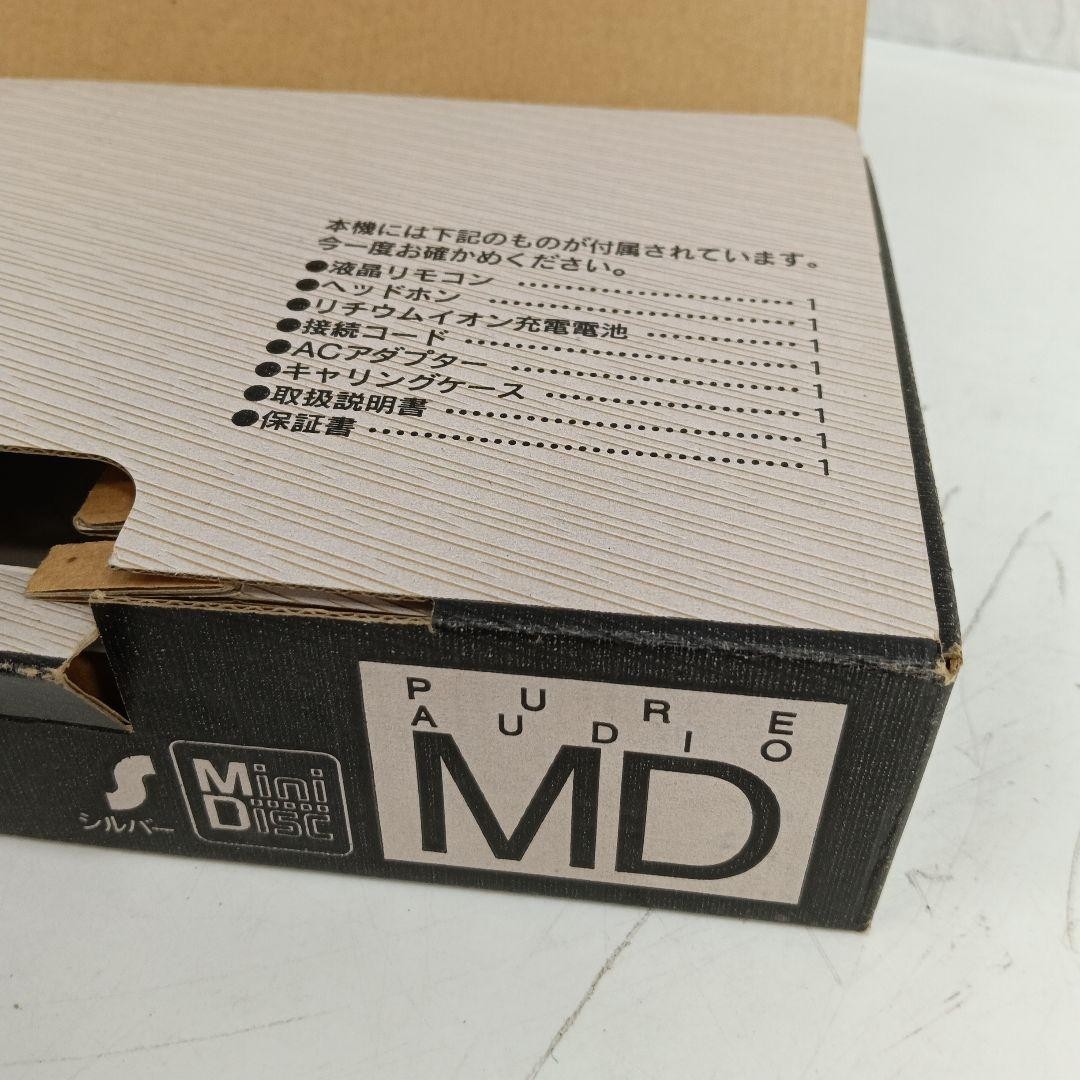 本機には下記のものが付属されています。
今一度お確かめください。
●液晶リモコン ........................ 1
●ヘッドホン ........................ 1
●リチウムイオン充電電池 ............ 1
●接続コード ........................ 1
●ACアダプター ........................ 1
●キャリングケース .................... 1
●取扱説明書 ........................ 1
●保証書 ........................ 1
PURE
AUDIO
MD
S
シルバー
Mini
Disc